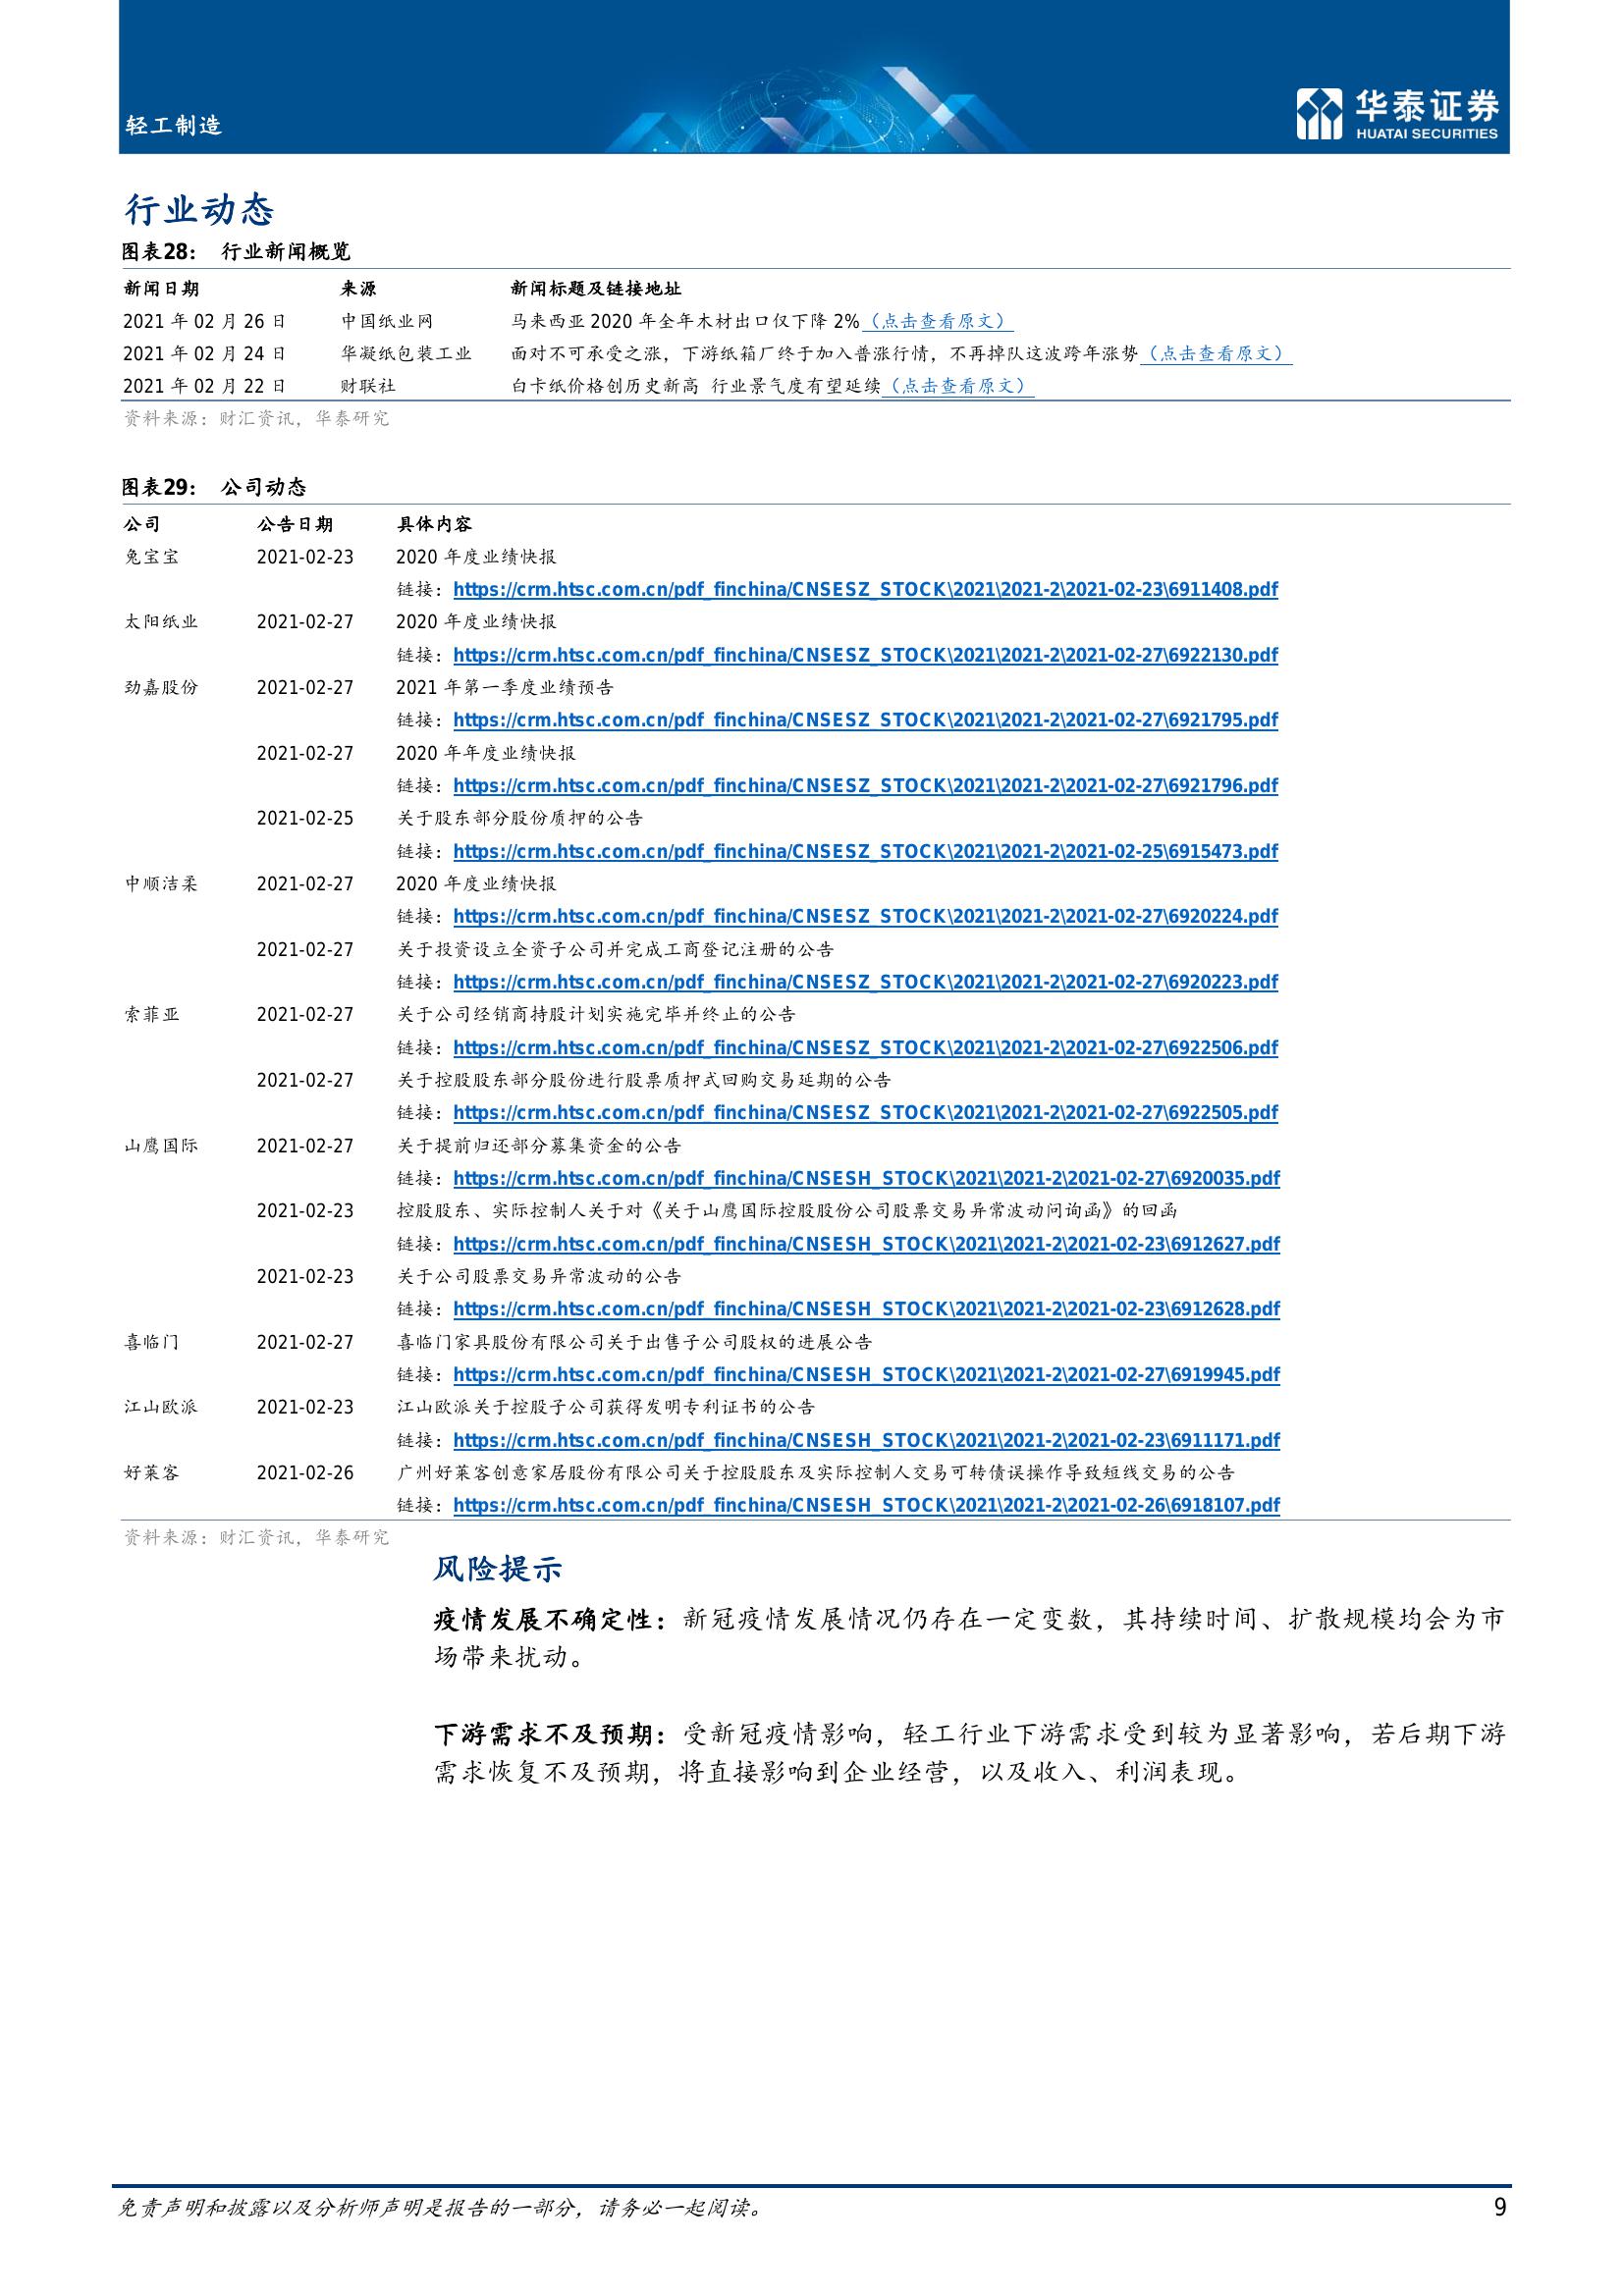 轻工制造
华泰证券
HUATAI SECURITIES
行业动态
图表28： 行业新闻概览
新闻日期 来源 新闻标题及链接地址
2021 年 02 月 26 日 中国纸业网 马来西亚 2020 年全年木材出口仅下降 2%（点击查看原文）
2021 年 02 月 24 日 华凝纸包装工业 面对不可承受之涨，下游纸箱厂终于加入普涨行情，不再掉队这波跨年涨势（点击查看原文）
2021 年 02 月 22 日 财联社 白卡纸价格创历史新高 行业景气度有望延续（点击查看原文）
资料来源：财汇资讯，华泰研究
图表29： 公司动态
公司 公告日期 具体内容
兔宝宝 2021-02-23 2020 年度业绩快报
链接：https://crm.htsc.com.cn/pdf_finchina/CNSESZ_STOCK\2021\2021-2\2021-02-23\6911408.pdf
太阳纸业 2021-02-27 2020 年度业绩快报
链接：https://crm.htsc.com.cn/pdf_finchina/CNSESZ_STOCK\2021\2021-2\2021-02-27\6922130.pdf
劲嘉股份 2021-02-27 2021 年第一季度业绩预告
链接：https://crm.htsc.com.cn/pdf_finchina/CNSESZ_STOCK\2021\2021-2\2021-02-27\6921795.pdf
2021-02-27 2020 年年度业绩快报
链接：https://crm.htsc.com.cn/pdf_finchina/CNSESZ_STOCK\2021\2021-2\2021-02-27\6921796.pdf
2021-02-25 关于股东部分股份质押的公告
链接：https://crm.htsc.com.cn/pdf_finchina/CNSESZ_STOCK\2021\2021-2\2021-02-25\6915473.pdf
中顺洁柔 2021-02-27 2020 年度业绩快报
链接：https://crm.htsc.com.cn/pdf_finchina/CNSESZ_STOCK\2021\2021-2\2021-02-27\6920224.pdf
2021-02-27 关于投资设立全资子公司并完成工商登记注册的公告
链接：https://crm.htsc.com.cn/pdf_finchina/CNSESZ_STOCK\2021\2021-2\2021-02-27\6920223.pdf
索菲亚 2021-02-27 关于公司经销商持股计划实施完毕并终止的公告
链接：https://crm.htsc.com.cn/pdf_finchina/CNSESZ_STOCK\2021\2021-2\2021-02-27\6922506.pdf
2021-02-27 关于控股股东部分股份进行股票质押式回购交易延期的公告
链接：https://crm.htsc.com.cn/pdf_finchina/CNSESZ_STOCK\2021\2021-2\2021-02-27\6922505.pdf
山鹰国际 2021-02-27 关于提前归还部分募集资金的公告
链接：https://crm.htsc.com.cn/pdf_finchina/CNSESH_STOCK\2021\2021-2\2021-02-27\6920035.pdf
2021-02-23 控股股东、实际控制人关于对《关于山鹰国际控股股份公司股票交易异常波动问询函》的回函
链接：https://crm.htsc.com.cn/pdf_finchina/CNSESH_STOCK\2021\2021-2\2021-02-23\6912627.pdf
2021-02-23 关于公司股票交易异常波动的公告
链接：https://crm.htsc.com.cn/pdf_finchina/CNSESH_STOCK\2021\2021-2\2021-02-23\6912628.pdf
喜临门 2021-02-27 喜临门家具股份有限公司关于出售子公司股权的进展公告
链接：https://crm.htsc.com.cn/pdf_finchina/CNSESH_STOCK\2021\2021-2\2021-02-27\6919945.pdf
江山欧派 2021-02-23 江山欧派关于控股子公司获得发明专利证书的公告
链接：https://crm.htsc.com.cn/pdf_finchina/CNSESH_STOCK\2021\2021-2\2021-02-23\6911171.pdf
好莱客 2021-02-26 广州好莱客创意家居股份有限公司关于控股股东及实际控制人交易可转债误操作导致短线交易的公告
链接：https://crm.htsc.com.cn/pdf_finchina/CNSESH_STOCK\2021\2021-2\2021-02-26\6918107.pdf
资料来源：财汇资讯，华泰研究
风险提示
疫情发展不确定性：新冠疫情发展情况仍存在一定变数，其持续时间、扩散规模均会为市
场带来扰动。
下游需求不及预期：受新冠疫情影响，轻工行业下游需求受到较为显著影响，若后期下游
需求恢复不及预期，将直接影响到企业经营，以及收入、利润表现。
免责声明和披露以及分析师声明是报告的一部分，请务必一起阅读。 9